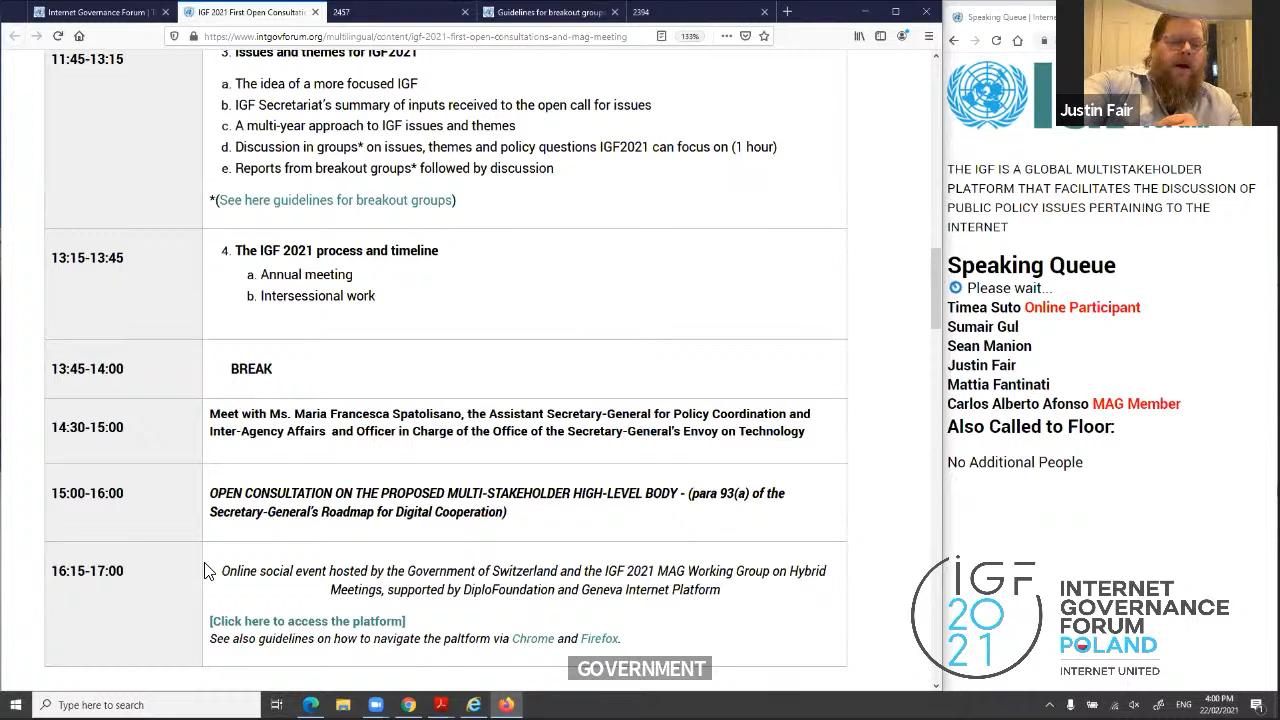 Internet Governance Forum | 
IGF 2021 First Open Consultatio
2457
Guidelines for breakout groups
2394
https://www.intgovforum.org/multilingual/content/igf-2021-first-open-consultations-and-mag-meeting
133%
11:45-13:15
3. Issues and themes for IGF2021
a. The idea of a more focused IGF
b. IGF Secretariat's summary of inputs received to the open call for issues
c. A multi-year approach to IGF issues and themes
d. Discussion in groups* on issues, themes and policy questions IGF2021 can focus on (1 hour)
e. Reports from breakout groups* followed by discussion
*(See here guidelines for breakout groups)
13:15-13:45
4. The IGF 2021 process and timeline
a. Annual meeting
b. Intersessional work
13:45-14:00
BREAK
14:30-15:00
Meet with Ms. Maria Francesca Spatolisano, the Assistant Secretary-General for Policy Coordination and
Inter-Agency Affairs and Officer in Charge of the Office of the Secretary-General's Envoy on Technology
15:00-16:00
OPEN CONSULTATION ON THE PROPOSED MULTI-STAKEHOLDER HIGH-LEVEL BODY - (para 93(a) of the
Secretary-General's Roadmap for Digital Cooperation)
16:15-17:00
Online social event hosted by the Government of Switzerland and the IGF 2021 MAG Working Group on Hybrid
Meetings, supported by DiploFoundation and Geneva Internet Platform
[Click here to access the platform]
See also guidelines on how to navigate the paltform via Chrome and Firefox.
GOVERNMENT
Speaking Queue | Intern
Justin Fair
THE IGF IS A GLOBAL MULTISTAKEHOLDER
PLATFORM THAT FACILITATES THE DISCUSSION OF
PUBLIC POLICY ISSUES PERTAINING TO THE
INTERNET
Speaking Queue
Please wait...
Timea Suto Online Participant
Sumair Gul
Sean Manion
Justin Fair
Mattia Fantinati
Carlos Alberto Afonso MAG Member
Also Called to Floor:
No Additional People
IGF
20
21
INTERNET
GOVERNANCE
FORUM
POLAND
INTERNET UNITED
Type here to search
ENG
4:00 PM
22/02/2021